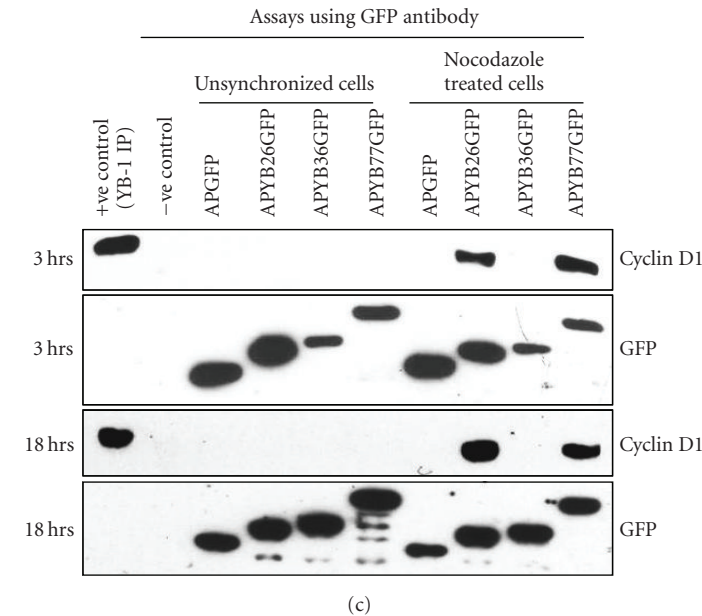 Assays using GFP antibody
Unsynchronized cells
Nocodazole
treated cells
+ve control
(YB-1 IP)
−ve control
APGFP
APYB26GFP
APYB36GFP
APYB77GFP
APGFP
APYB26GFP
APYB36GFP
APYB77GFP
3 hrs
Cyclin D1
3 hrs
GFP
18 hrs
Cyclin D1
18 hrs
GFP
(c)